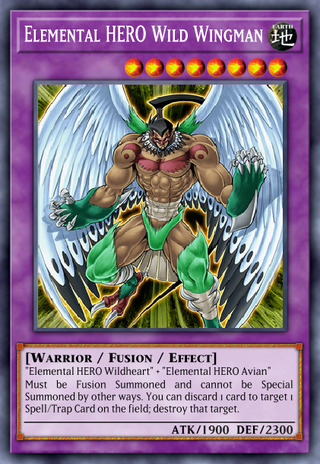 Elemental HERO Wild Wingman
EARTH
地
[Warrior / Fusion / Effect]
"Elemental HERO Wildheart" + "Elemental HERO Avian"
Must be Fusion Summoned and cannot be Special
Summoned by other ways. You can discard 1 card to target 1
Spell/Trap Card on the field; destroy that target.
ATK/1900 DEF/2300